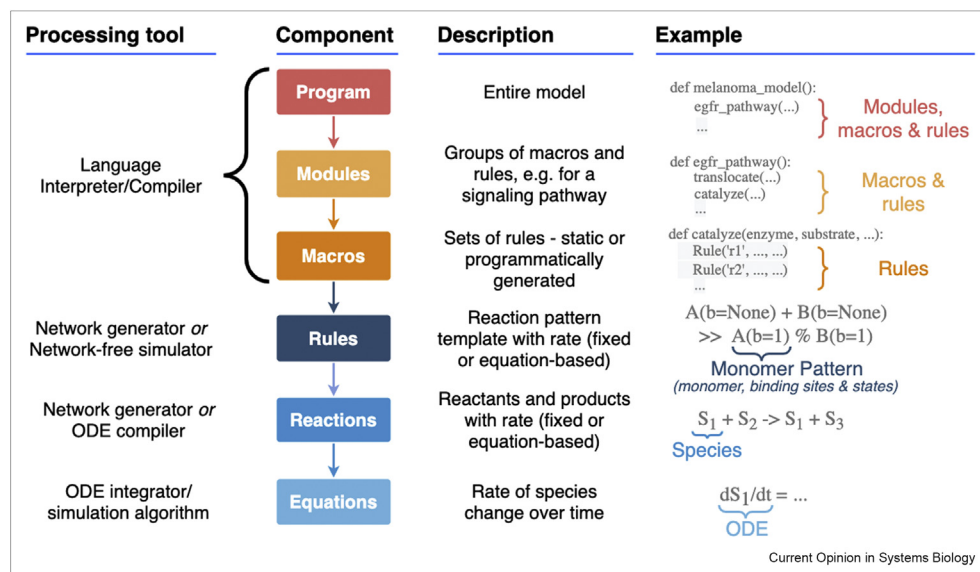 Processing tool
Component
Description
Example
Program
Entire model
def melanoma_model():
egfr_pathway(...)
...
Modules,
macros & rules
Language
Interpreter/Compiler
Modules
Groups of macros and
rules, e.g. for a
signaling pathway
def egfr_pathway():
translocate(...)
catalyze(...)
...
Macros &
rules
Macros
Sets of rules - static or
programmatically
generated
def catalyze(enzyme, substrate, ...):
Rule('r1', ..., ...)
Rule('r2', ..., ...)
...
Rules
Network generator or
Network-free simulator
Rules
Reaction pattern
template with rate (fixed
or equation-based)
A(b=None) + B(b=None)
>> A(b=1) % B(b=1)
Monomer Pattern
(monomer, binding sites & states)
Network generator or
ODE compiler
Reactions
Reactants and products
with rate (fixed or
equation-based)
S₁ + S₂ -> S₁ + S₃
Species
ODE integrator/
simulation algorithm
Equations
Rate of species
change over time
dS₁/dt = ...
ODE
Current Opinion in Systems Biology